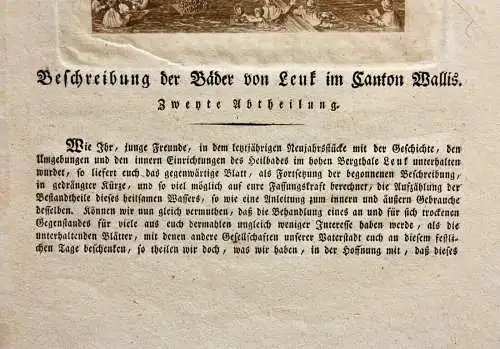 Beschreibung der Bäder von Leuk im Canton Wallis.
Zweyte Abtheilung.
Wie Ihr, junge Freunde, in dem letztjährigen Neujahrsstücke mit der Geschichte, den
Umgebungen und den innern Einrichtungen des Heilbades im hohen Bergthale Leuk unterhalten
wurdet, so liefert euch das gegenwärtige Blatt, als Fortsetzung der begonnenen Beschreibung,
in gedrängter Kürze, und so viel möglich auf eure Fassungskraft berechnet, die Aufzählung der
Bestandtheile dieses heilsamen Wassers, so wie eine Anleitung zum innern und äußern Gebrauche
desselben. Können wir nun gleich vermuthen, daß die Behandlung eines an und für sich trockenen
Gegenstandes für viele aus euch dermahlen ungleich weniger Interesse haben werde, als die
unterhaltenden Blätter, mit denen andere Gesellschaften unserer Vaterstadt euch an diesem festli-
chen Tage beschenken, so theilen wir doch, was wir haben, in der Hoffnung mit, daß dieses